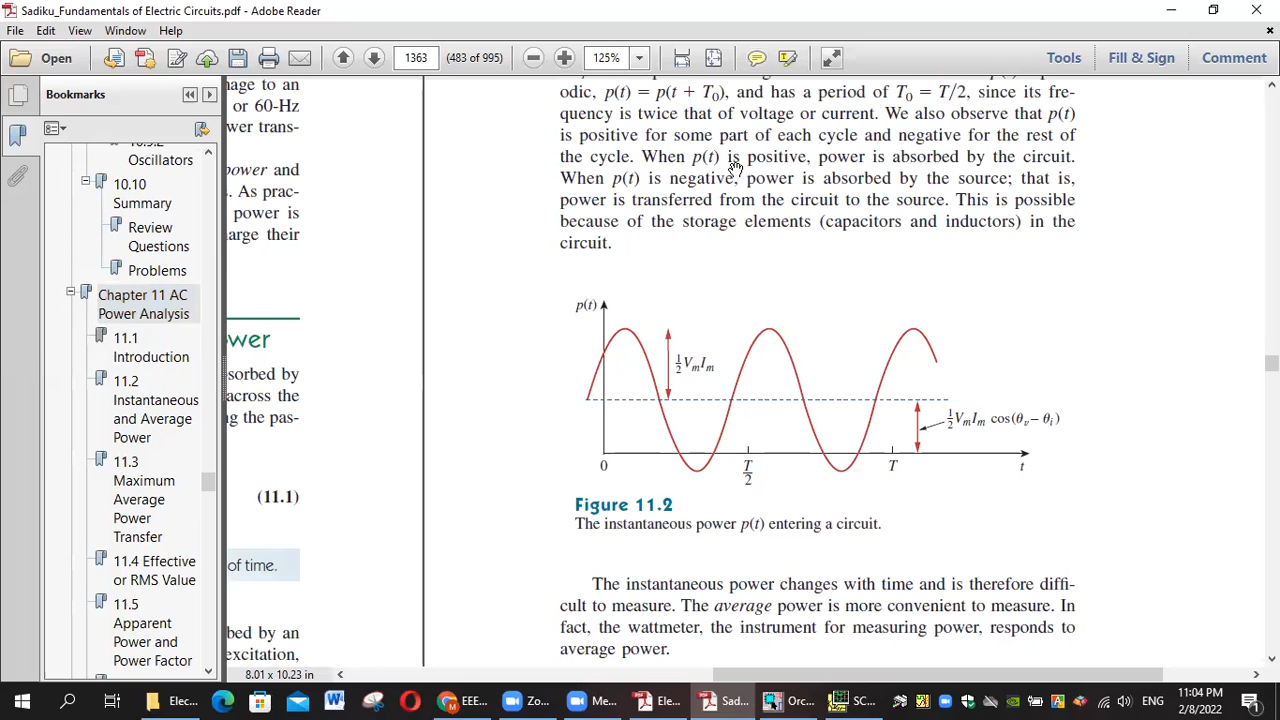 Sadiku_Fundamentals of Electric Circuits.pdf - Adobe Reader
File Edit View Window Help
Open
1363
(483 of 995)
125%
Tools
Fill & Sign
Comment
Bookmarks
Oscillators
10.10
Summary
Review
Questions
Problems
Chapter 11 AC
Power Analysis
11.1
Introduction
11.2
Instantaneous
and Average
Power
11.3
Maximum
Average
Power
Transfer
11.4 Effective
or RMS Value
11.5
Apparent
Power and
Power Factor
nage to an
or 60-Hz
wer trans-
power and
s. As prac-
power is
harge their
ower
sorbed by
across the
ng the pas-
(11.1)
of time.
bed by an
excitation,
8.01 x 10.23 in
odic, p(t) = p(t + T₀), and has a period of T₀ = T/2, since its fre-
quency is twice that of voltage or current. We also observe that p(t)
is positive for some part of each cycle and negative for the rest of
the cycle. When p(t) is positive, power is absorbed by the circuit.
When p(t) is negative, power is absorbed by the source; that is,
power is transferred from the circuit to the source. This is possible
because of the storage elements (capacitors and inductors) in the
circuit.
p(t)
½ VₘIₘ
½ VₘIₘ cos(θᵥ − θᵢ)
0
T/2
T
t
Figure 11.2
The instantaneous power p(t) entering a circuit.
The instantaneous power changes with time and is therefore diffi-
cult to measure. The average power is more convenient to measure. In
fact, the wattmeter, the instrument for measuring power, responds to
average power.
Elec...
EEE...
Zo...
Me...
Ele...
Sad...
Orc...
SC...
ENG
11:04 PM
2/8/2022